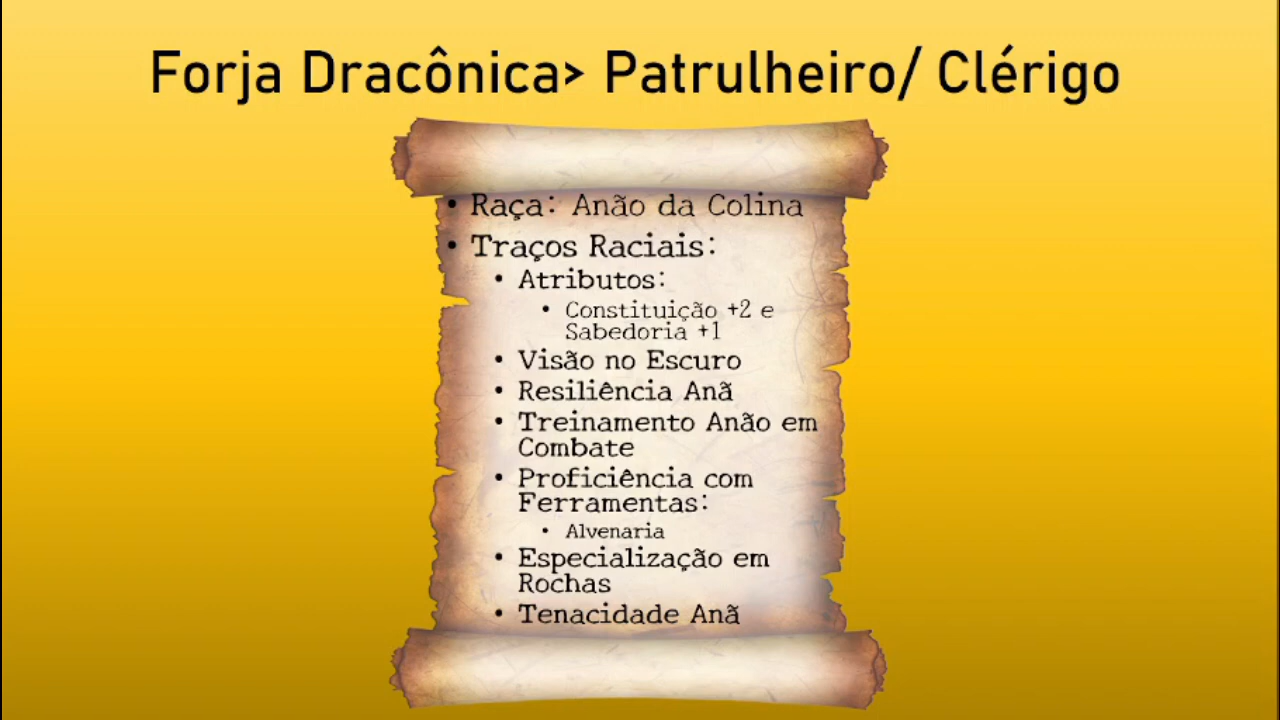 Forja Dracônica> Patrulheiro/ Clérigo
• Raça: Anão da Colina
• Traços Raciais:
• Atributos:
• Constituição +2 e
Sabedoria +1
• Visão no Escuro
• Resiliência Anã
• Treinamento Anão em
Combate
• Proficiência com
Ferramentas:
• Alvenaria
• Especialização em
Rochas
• Tenacidade Anã